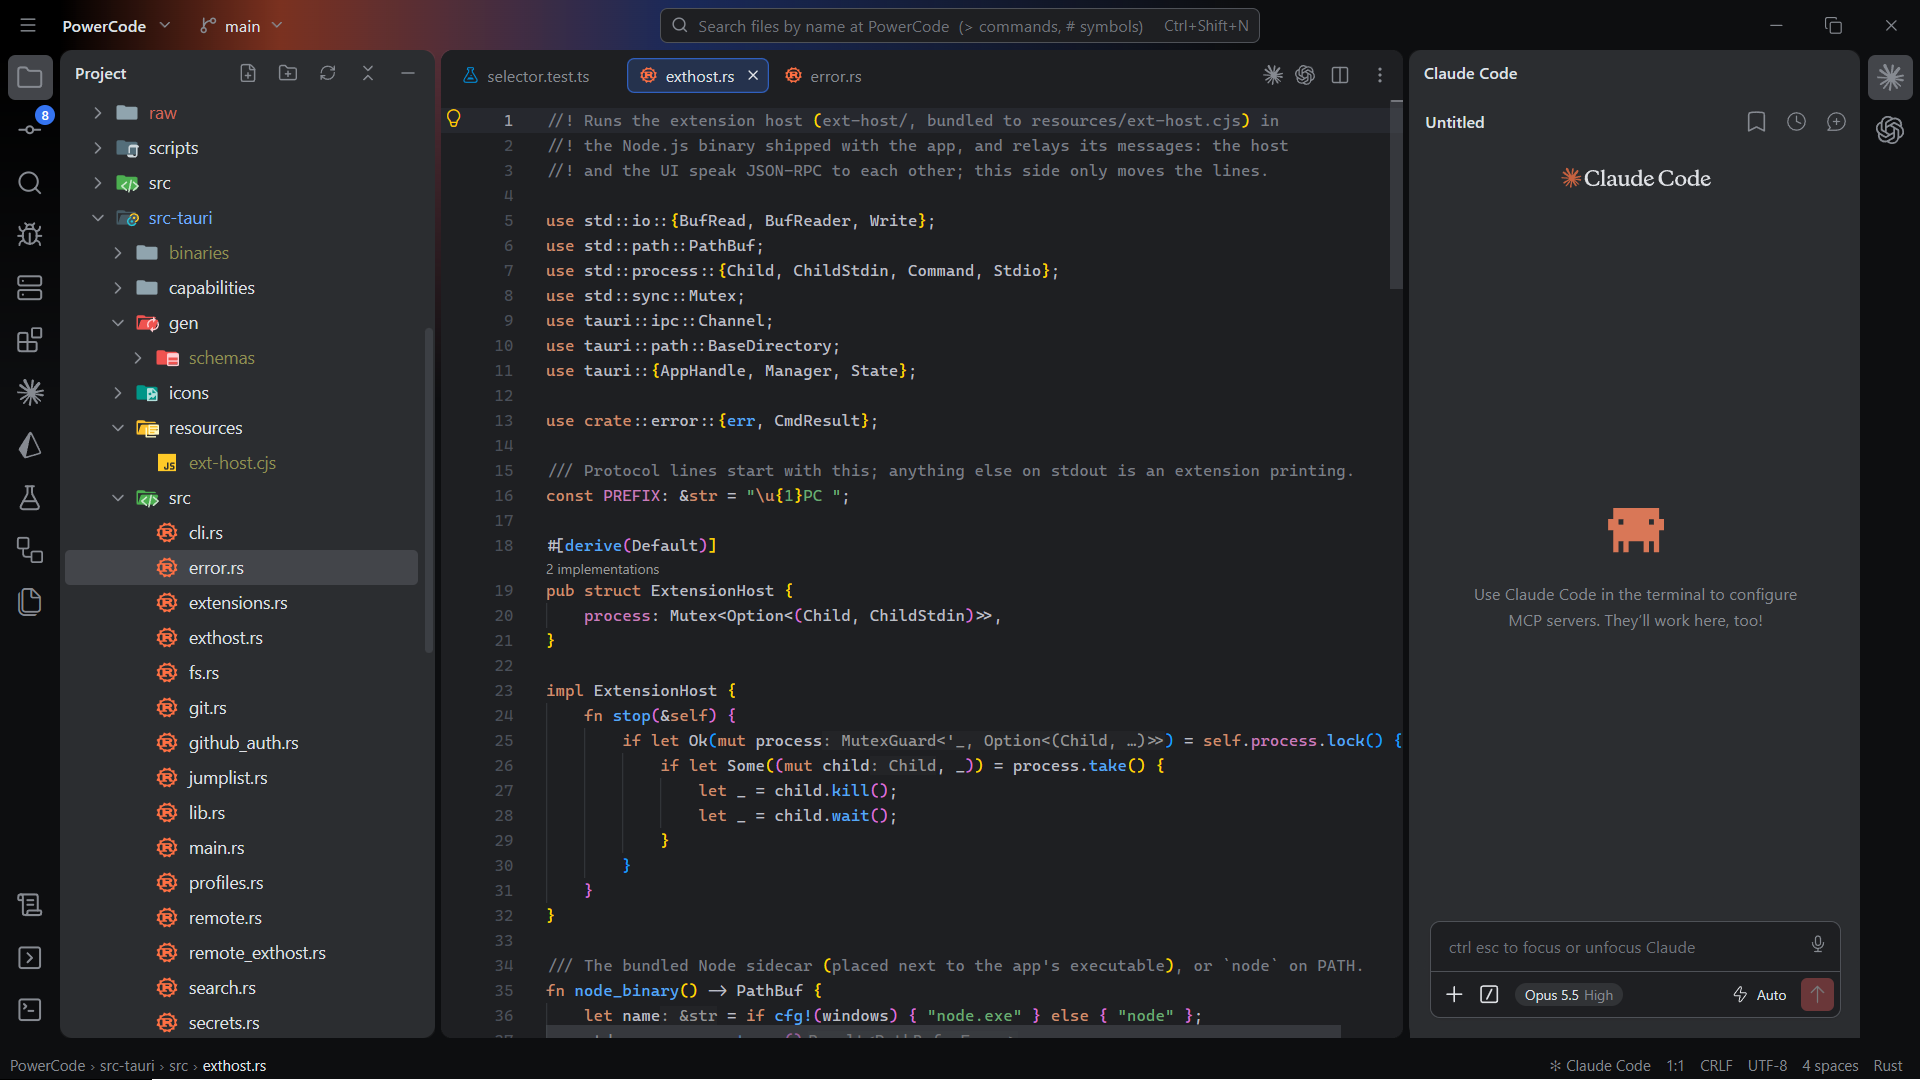 PowerCode
main
Search files by name at PowerCode (> commands, # symbols)
Ctrl+Shift+N
8
Project
raw
scripts
src
src-tauri
binaries
capabilities
gen
schemas
icons
resources
ext-host.cjs
src
cli.rs
error.rs
extensions.rs
exthost.rs
fs.rs
git.rs
github_auth.rs
jumplist.rs
lib.rs
main.rs
profiles.rs
remote.rs
remote_exthost.rs
search.rs
secrets.rs
selector.test.ts
exthost.rs
error.rs
1 //! Runs the extension host (ext-host/, bundled to resources/ext-host.cjs) in
2 //! the Node.js binary shipped with the app, and relays its messages: the host
3 //! and the UI speak JSON-RPC to each other; this side only moves the lines.
4
5 use std::io::{BufRead, BufReader, Write};
6 use std::path::PathBuf;
7 use std::process::{Child, ChildStdin, Command, Stdio};
8 use std::sync::Mutex;
9 use tauri::ipc::Channel;
10 use tauri::path::BaseDirectory;
11 use tauri::{AppHandle, Manager, State};
12
13 use crate::error::{err, CmdResult};
14
15 /// Protocol lines start with this; anything else on stdout is an extension printing.
16 const PREFIX: &str = "\u{1}PC ";
17
18 #[derive(Default)]
2 implementations
19 pub struct ExtensionHost {
20 process: Mutex<Option<(Child, ChildStdin)>>,
21 }
22
23 impl ExtensionHost {
24 fn stop(&self) {
25 if let Ok(mut process: MutexGuard<'_, Option<(Child, …)>>) = self.process.lock() {
26 if let Some((mut child: Child, _)) = process.take() {
27 let _ = child.kill();
28 let _ = child.wait();
29 }
30 }
31 }
32 }
33
34 /// The bundled Node sidecar (placed next to the app's executable), or `node` on PATH.
35 fn node_binary() -> PathBuf {
36 let name: &str = if cfg!(windows) { "node.exe" } else { "node" };
Claude Code
Untitled
Claude Code
Use Claude Code in the terminal to configure
MCP servers. They'll work here, too!
ctrl esc to focus or unfocus Claude
Opus 5.5 High
Auto
PowerCode › src-tauri › src › exthost.rs
Claude Code
1:1
CRLF
UTF-8
4 spaces
Rust